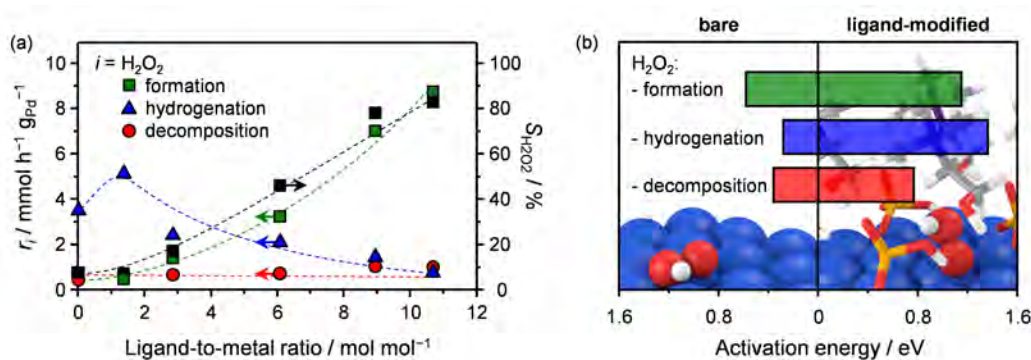 (a)
i = H₂O₂
formation
hydrogenation
decomposition
10
8
6
4
2
0
100
80
60
40
20
0
0 2 4 6 8 10 12
rᵢ / mmol h⁻¹ gPd⁻¹
S_H2O2 / %
Ligand-to-metal ratio / mol mol⁻¹
(b)
bare ligand-modified
H₂O₂:
- formation
- hydrogenation
- decomposition
1.6 0.8 0 0.8 1.6
Activation energy / eV